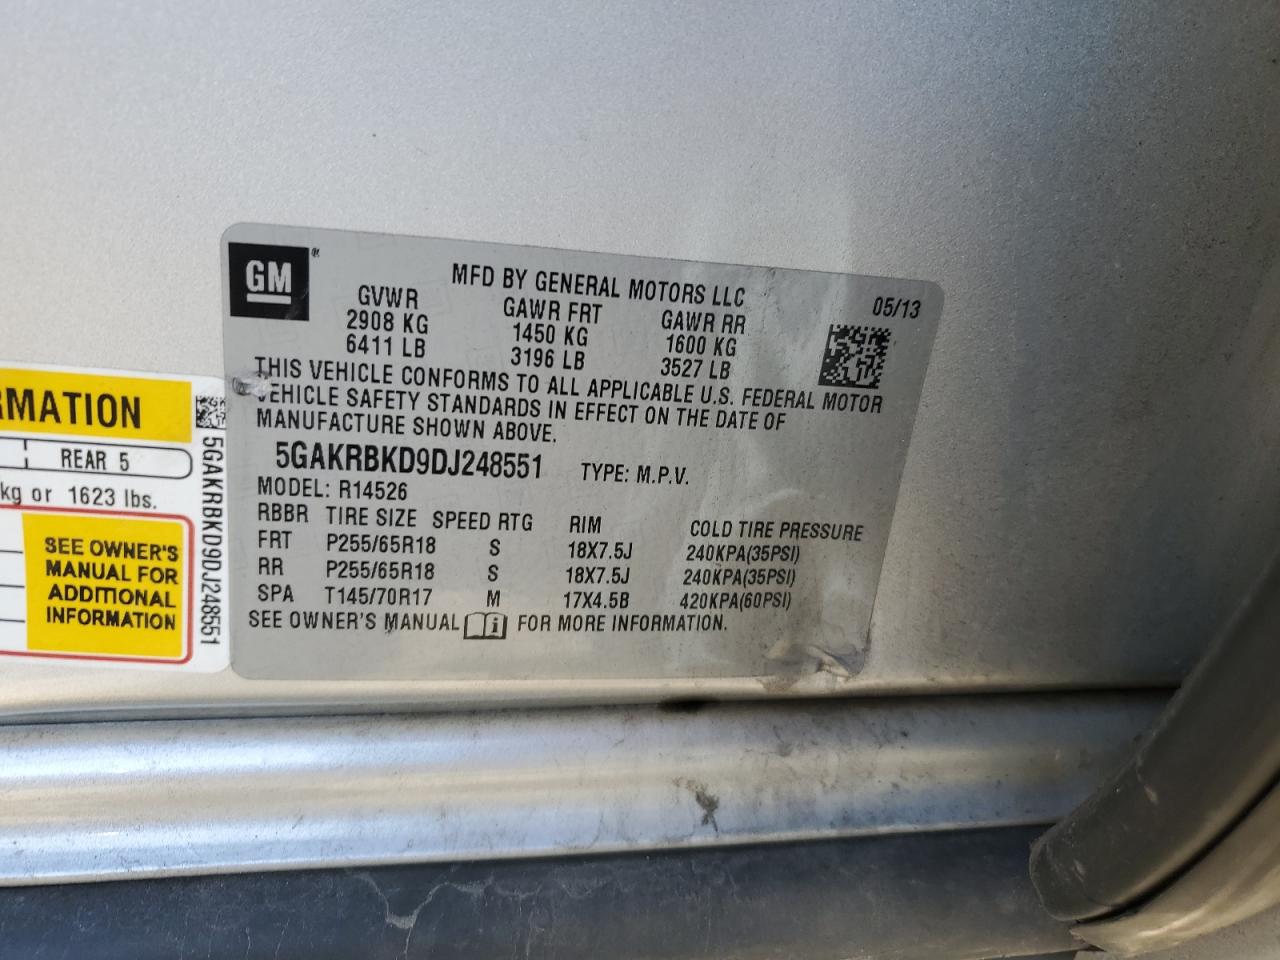 GM®
MFD BY GENERAL MOTORS LLC
05/13
GVWR GAWR FRT GAWR RR
2908 KG 1450 KG 1600 KG
6411 LB 3196 LB 3527 LB
THIS VEHICLE CONFORMS TO ALL APPLICABLE U.S. FEDERAL MOTOR
VEHICLE SAFETY STANDARDS IN EFFECT ON THE DATE OF
MANUFACTURE SHOWN ABOVE.
5GAKRBKD9DJ248551 TYPE: M.P.V.
MODEL: R14526
RBBR TIRE SIZE SPEED RTG RIM COLD TIRE PRESSURE
FRT P255/65R18 S 18X7.5J 240KPA(35PSI)
RR P255/65R18 S 18X7.5J 240KPA(35PSI)
SPA T145/70R17 M 17X4.5B 420KPA(60PSI)
SEE OWNER'S MANUAL i FOR MORE INFORMATION.
RMATION
REAR 5
kg or 1623 lbs.
SEE OWNER'S
MANUAL FOR
ADDITIONAL
INFORMATION
5GAKRBKD9DJ248551